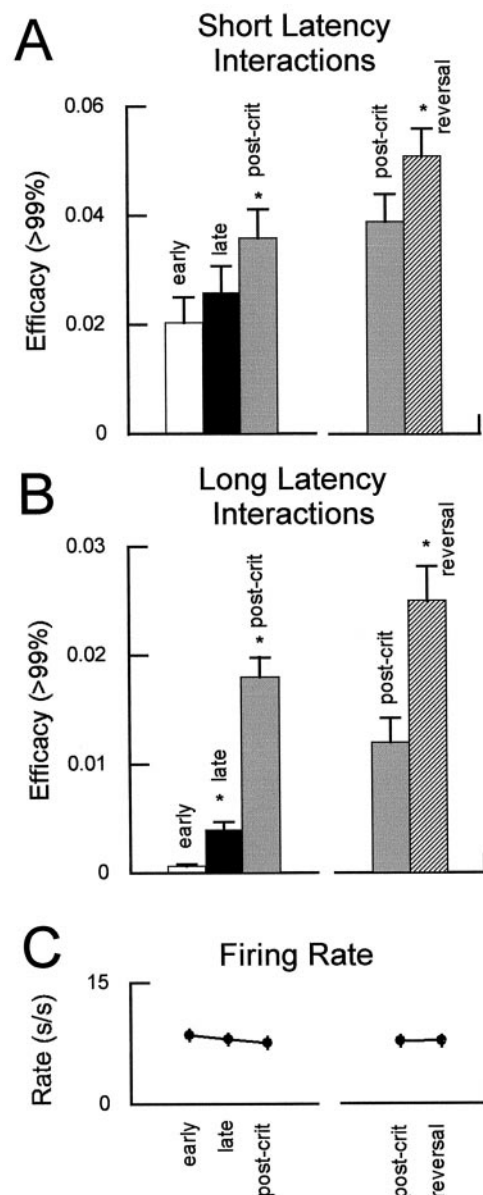 A
Short Latency
Interactions
Efficacy (>99%)
0.06
0.04
0.02
0
early
late
* post-crit
post-crit
* reversal
B
Long Latency
Interactions
Efficacy (>99%)
0.03
0.02
0.01
0
early
* late
* post-crit
post-crit
* reversal
C
Firing Rate
Rate (s/s)
15
0
early
late
post-crit
post-crit
reversal